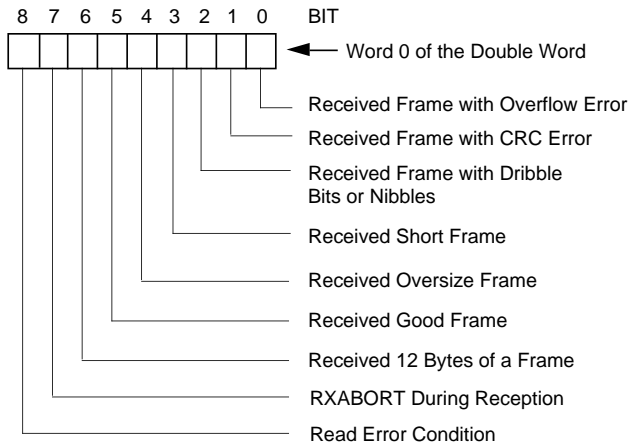 8 7 6 5 4 3 2 1 0 BIT
Word 0 of the Double Word
Received Frame with Overflow Error
Received Frame with CRC Error
Received Frame with Dribble
Bits or Nibbles
Received Short Frame
Received Oversize Frame
Received Good Frame
Received 12 Bytes of a Frame
RXABORT During Reception
Read Error Condition